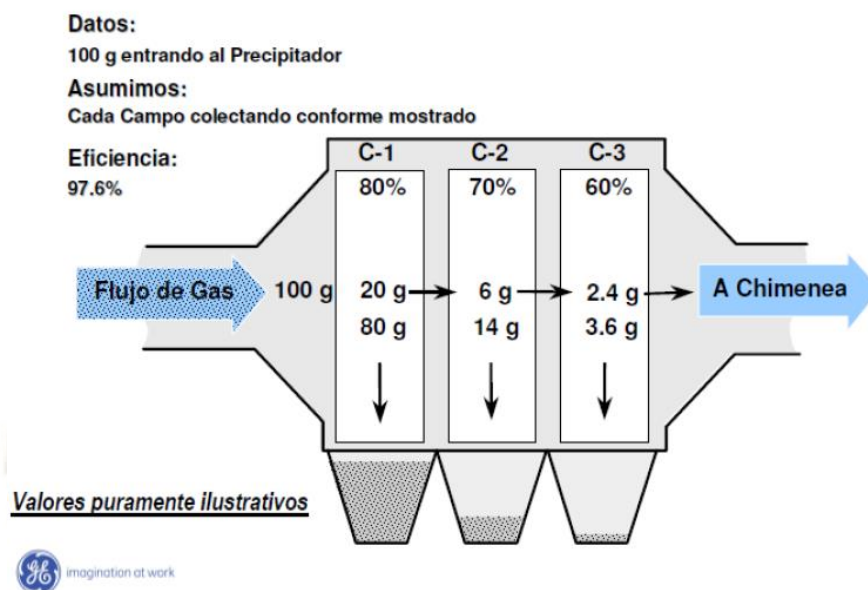 Datos:
100 g entrando al Precipitador
Asumimos:
Cada Campo colectando conforme mostrado
Eficiencia:
97.6%
C-1 C-2 C-3
80% 70% 60%
Flujo de Gas 100 g 20 g 6 g 2.4 g A Chimenea
80 g 14 g 3.6 g
Valores puramente ilustrativos
GE imagination at work